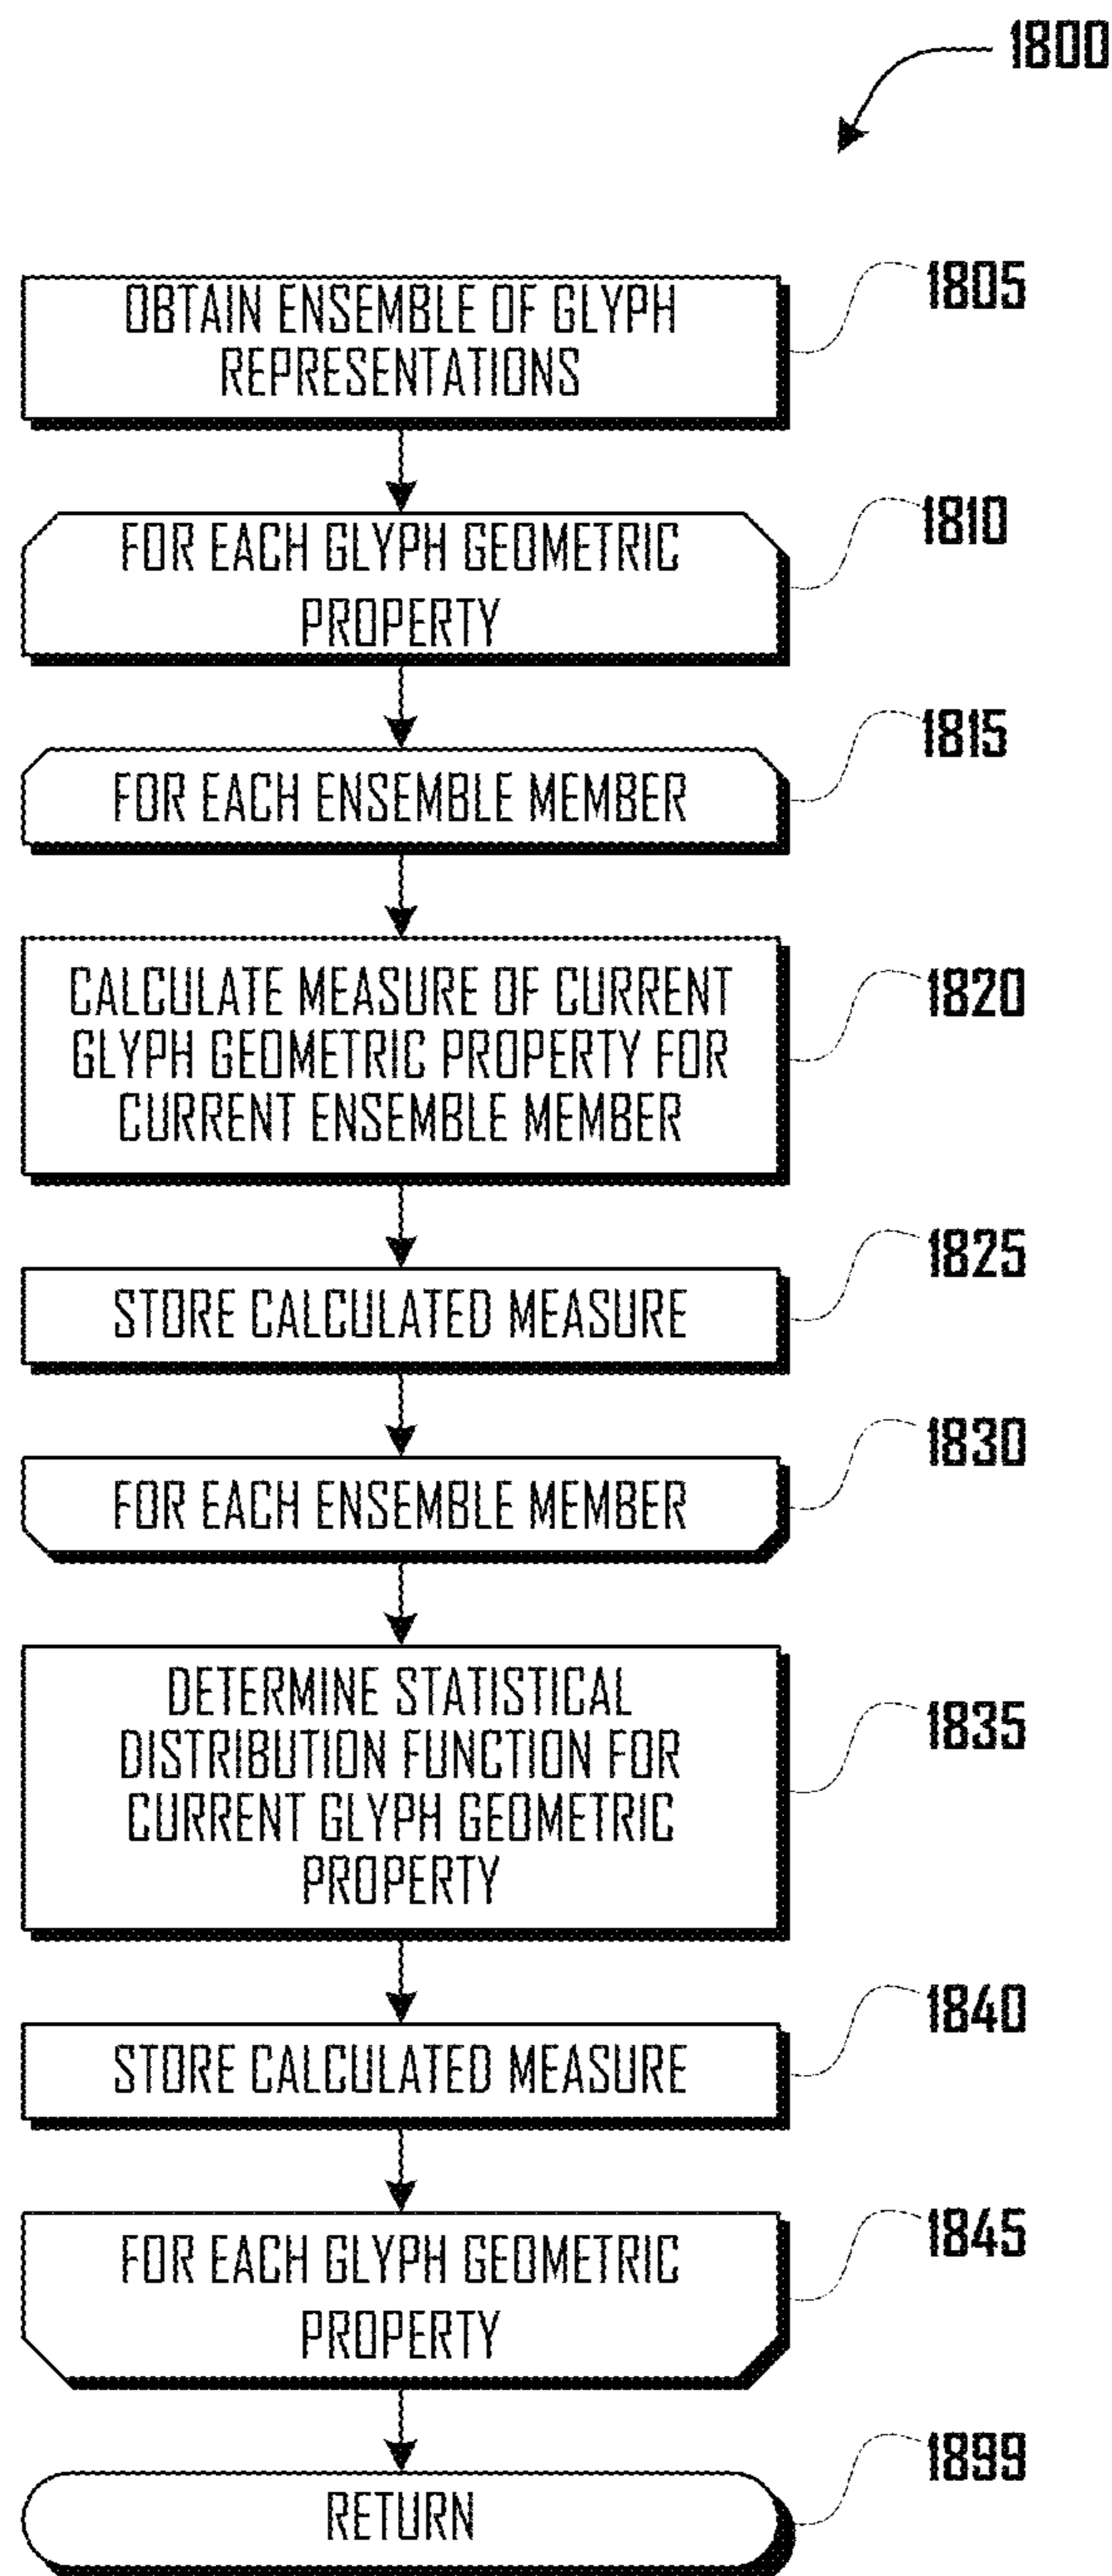 1800
OBTAIN ENSEMBLE OF GLYPH
REPRESENTATIONS
1805
FOR EACH GLYPH GEOMETRIC
PROPERTY
1810
FOR EACH ENSEMBLE MEMBER
1815
CALCULATE MEASURE OF CURRENT
GLYPH GEOMETRIC PROPERTY FOR
CURRENT ENSEMBLE MEMBER
1820
STORE CALCULATED MEASURE
1825
FOR EACH ENSEMBLE MEMBER
1830
DETERMINE STATISTICAL
DISTRIBUTION FUNCTION FOR
CURRENT GLYPH GEOMETRIC
PROPERTY
1835
STORE CALCULATED MEASURE
1840
FOR EACH GLYPH GEOMETRIC
PROPERTY
1845
RETURN
1899